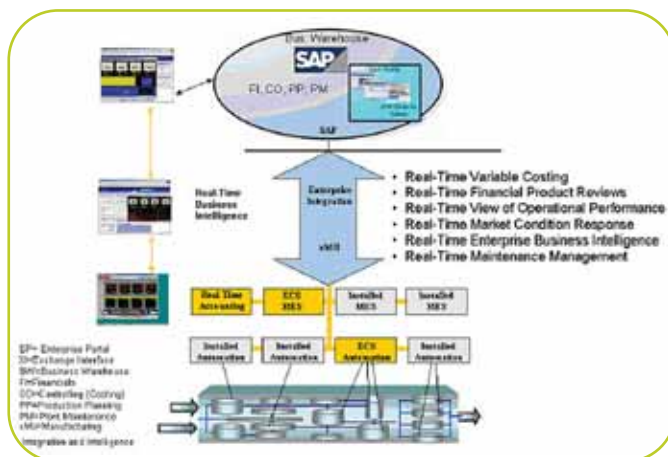 Bus. Warehouse
SAP
FI, CO, PP, PM
SAP
Real-Time
Business
Intelligence
Enterprise
Integration
xMII
• Real-Time Variable Costing
• Real-Time Financial Product Reviews
• Real-Time View of Operational Performance
• Real-Time Market Condition Response
• Real-Time Enterprise Business Intelligence
• Real-Time Maintenance Management
Real Time
Accounting
ECS
MES
Installed
MES
Installed
MES
Installed
Automation
Installed
Automation
ECS
Automation
Installed
Automation
EP= Enterprise Portal
XI=Exchange Interface
BW=Business Warehouse
FI=Financials
CO=Controlling (Costing)
PP=Production Planning
PM=Plant Maintenance
xMII=Manufacturing
Integration and Intelligence